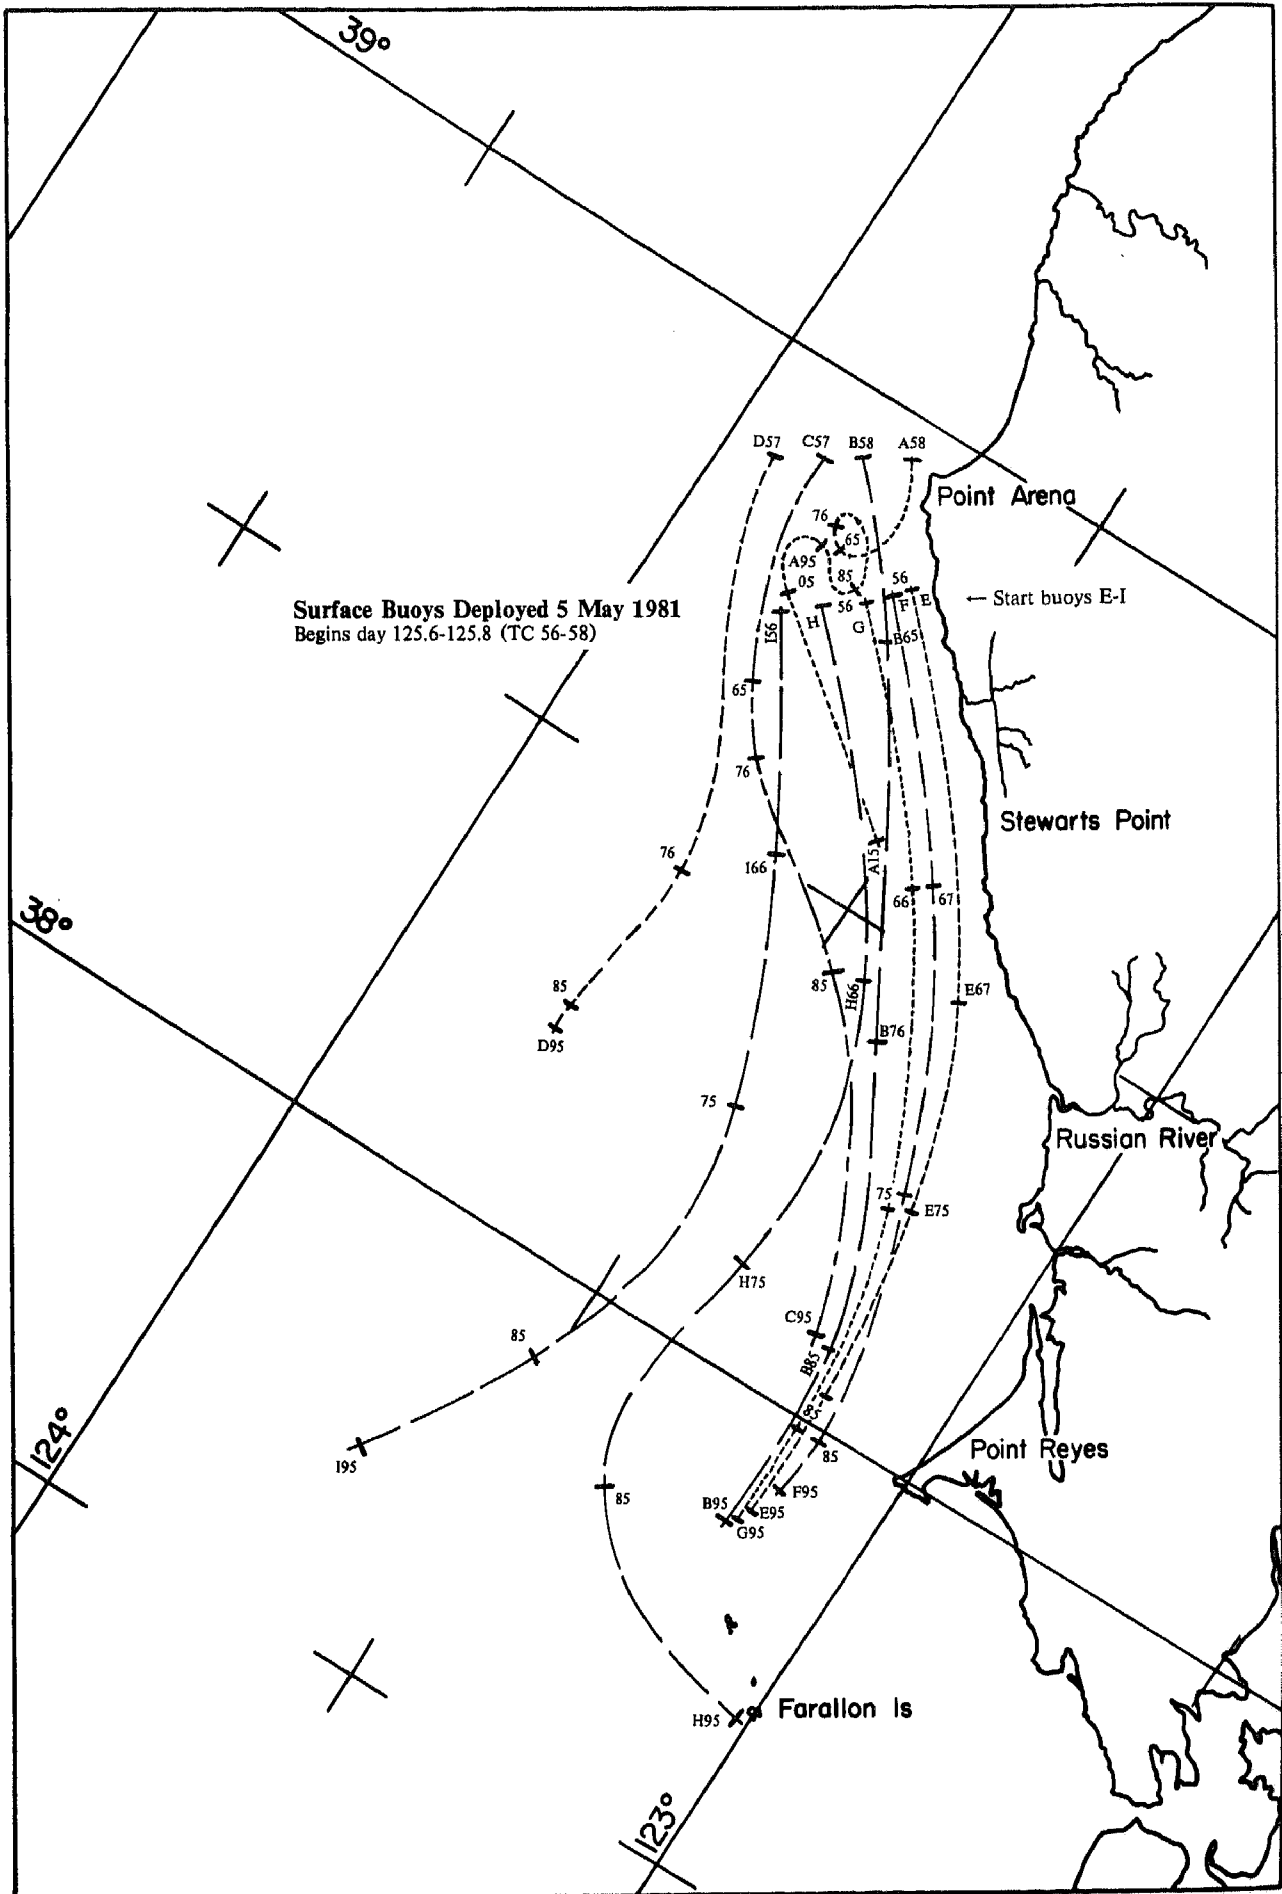 39°
D57 C57 B58 A58
Point Arena
76
65
A95
05
85
56
56
F
E
← Start buoys E-I
Surface Buoys Deployed 5 May 1981
Begins day 125.6-125.8 (TC 56-58)
I56
H
G
B65
65
76
Stewarts Point
76
I66
A15
66
67
38°
85
85
H66
E67
B76
D95
75
Russian River
75
E75
H75
C95
85
B85
85
124°
85
Point Reyes
I95
85
F95
B95
E95
G95
H95
Farallon Is
123°